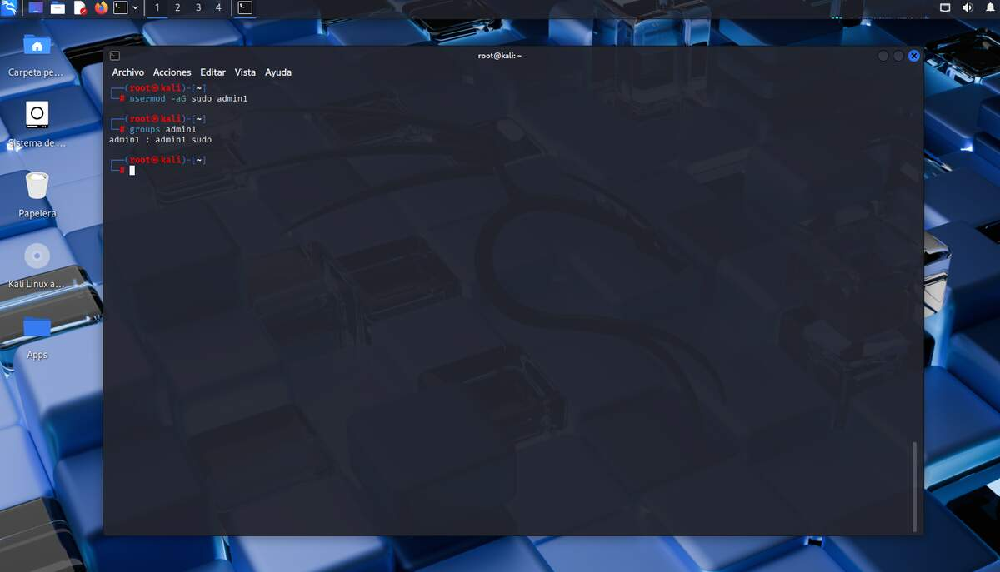 1 2 3 4
root@kali: ~
Archivo Acciones Editar Vista Ayuda
┌──(root㉿kali)-[~]
└─# usermod -aG sudo admin1
┌──(root㉿kali)-[~]
└─# groups admin1
admin1 : admin1 sudo
┌──(root㉿kali)-[~]
└─#
Carpeta pe...
Sistema de ...
Papelera
Kali Linux a...
Apps